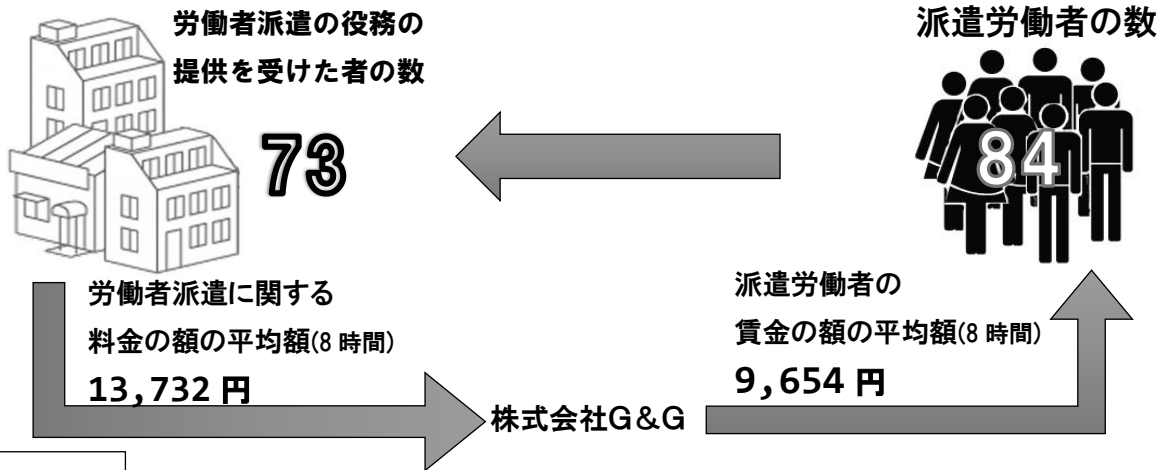 労働者派遣の役務の
提供を受けた者の数
73
派遣労働者の数
84
労働者派遣に関する
料金の額の平均額(8 時間)
13,732 円
派遣労働者の
賃金の額の平均額(8 時間)
9,654 円
株式会社G&G